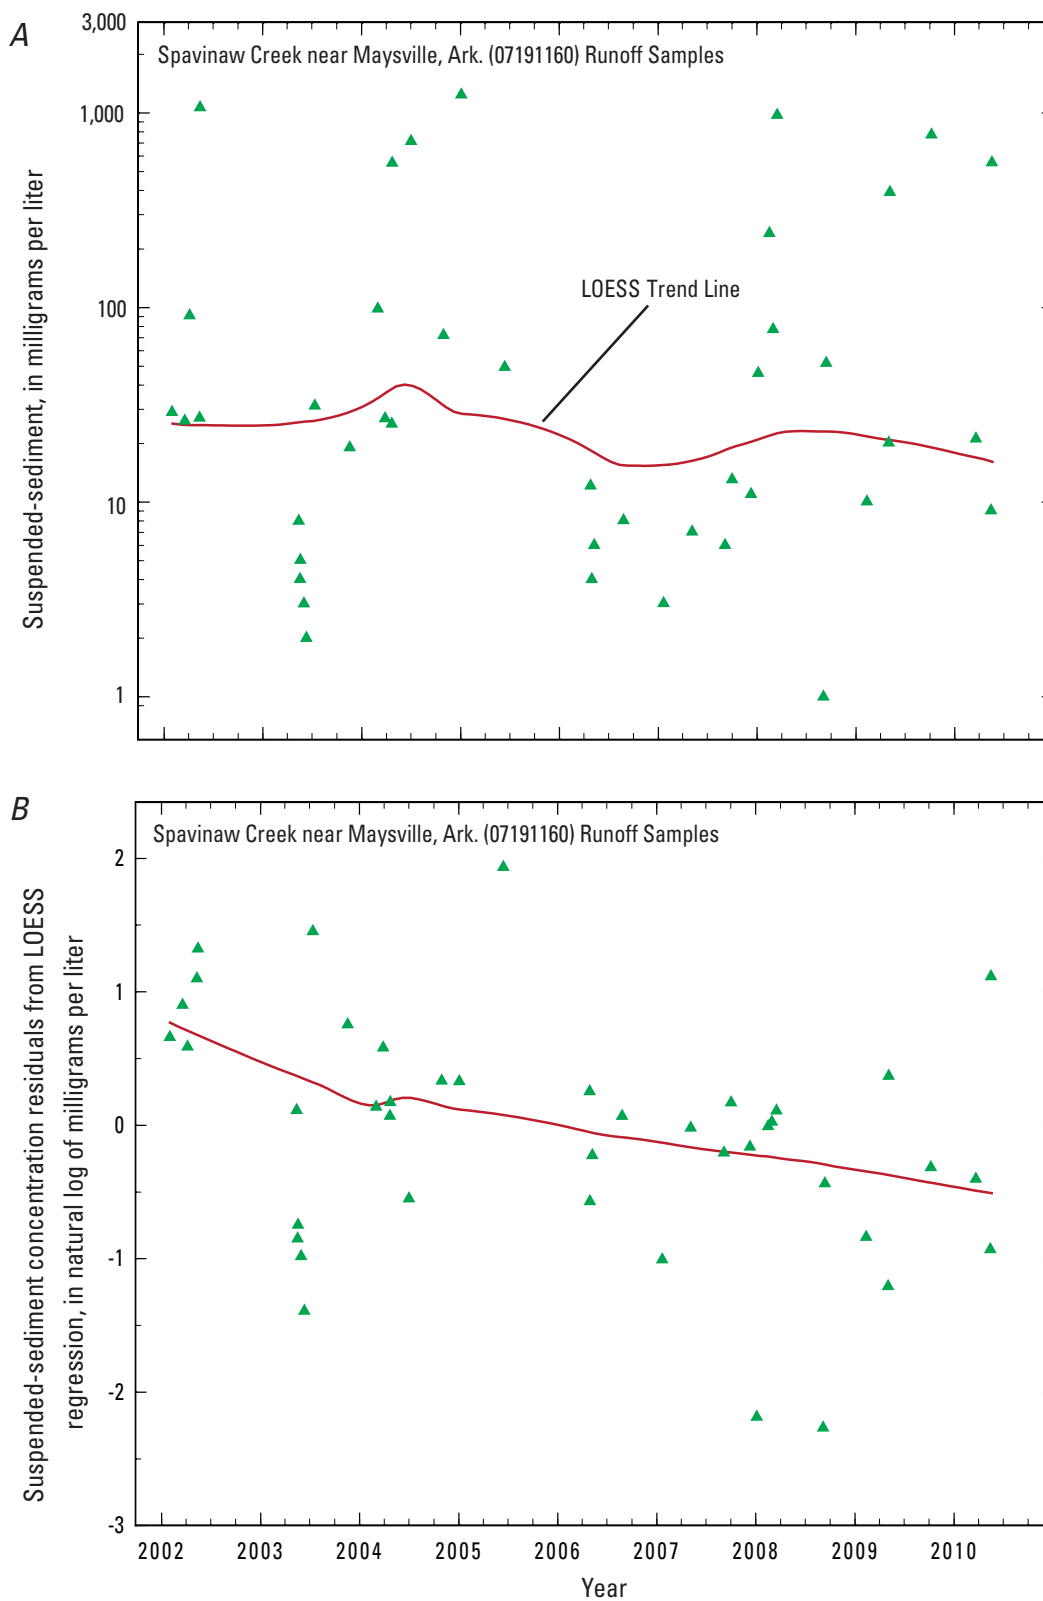 A
Spavinaw Creek near Maysville, Ark. (07191160) Runoff Samples
Suspended-sediment, in milligrams per liter
3,000
1,000
100
10
1
LOESS Trend Line
B
Spavinaw Creek near Maysville, Ark. (07191160) Runoff Samples
Suspended-sediment concentration residuals from LOESS
regression, in natural log of milligrams per liter
2
1
0
-1
-2
-3
2002 2003 2004 2005 2006 2007 2008 2009 2010
Year